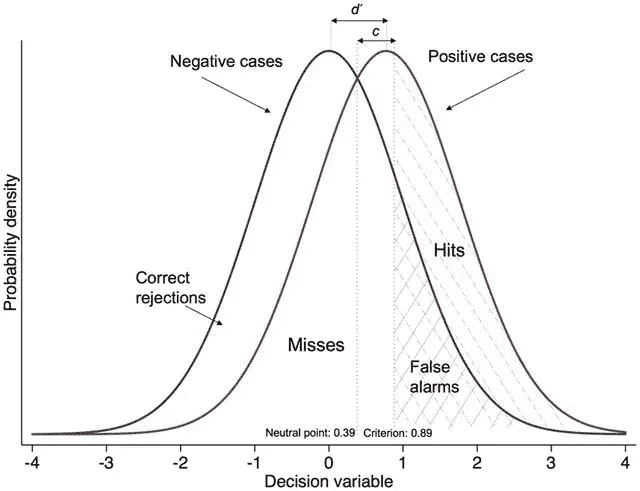 d′
c
Negative cases
Positive cases
Probability density
Correct
rejections
Hits
Misses
False
alarms
Neutral point: 0.39 Criterion: 0.89
-4 -3 -2 -1 0 1 2 3 4
Decision variable